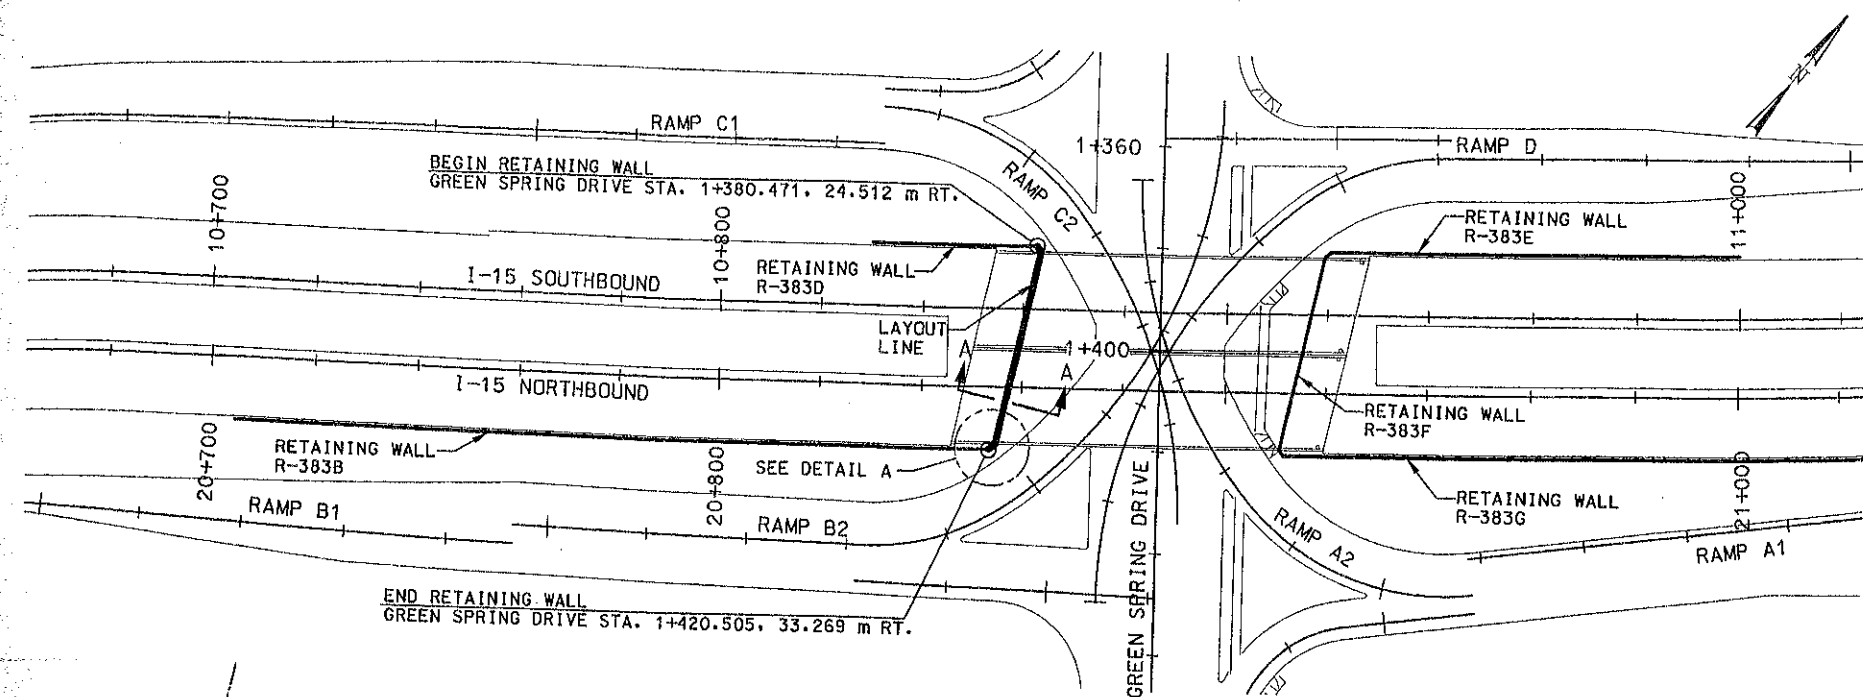 N
RAMP C1
1+360
RAMP D
BEGIN RETAINING WALL
GREEN SPRING DRIVE STA. 1+380.471, 24.512 m RT.
RAMP C2
10+700
10+800
11+000
RETAINING WALL
R-383E
RETAINING WALL
R-383D
I-15 SOUTHBOUND
LAYOUT
LINE
A
1+400
A
I-15 NORTHBOUND
RETAINING WALL
R-383F
RETAINING WALL
R-383B
20+700
20+800
SEE DETAIL A
GREEN SPRING DRIVE
RETAINING WALL
R-383G
21+000
RAMP B1
RAMP B2
RAMP A2
RAMP A1
END RETAINING WALL
GREEN SPRING DRIVE STA. 1+420.505, 33.269 m RT.